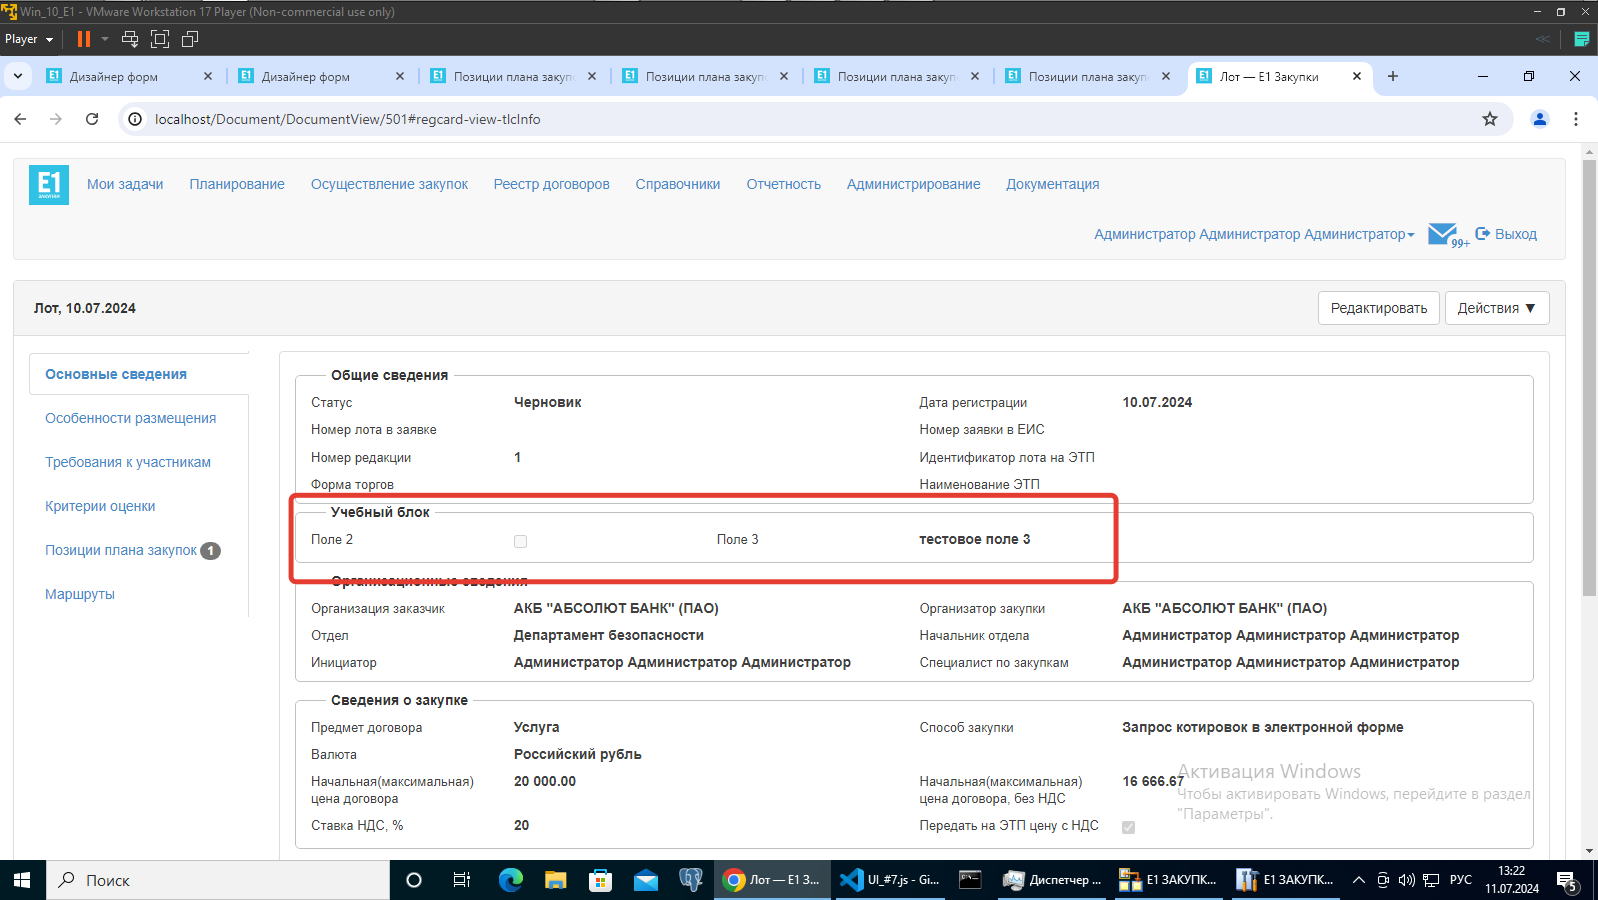 Win_10_E1 - VMware Workstation 17 Player (Non-commercial use only)
Player
Дизайнер форм
Дизайнер форм
Позиции плана закуп
Позиции плана закуп
Позиции плана закуп
Позиции плана закуп
Лот — E1 Закупки
localhost/Document/DocumentView/501#regcard-view-tlcInfo
E1 Мои задачи Планирование Осуществление закупок Реестр договоров Справочники Отчетность Администрирование Документация
закупки
Администратор Администратор Администратор 99+ Выход
Лот, 10.07.2024 Редактировать Действия ▼
Основные сведения
Особенности размещения
Требования к участникам
Критерии оценки
Позиции плана закупок 1
Маршруты
Общие сведения
Статус Черновик Дата регистрации 10.07.2024
Номер лота в заявке Номер заявки в ЕИС
Номер редакции 1 Идентификатор лота на ЭТП
Форма торгов Наименование ЭТП
Учебный блок
Поле 2 Поле 3 тестовое поле 3
Организационные сведения
Организация заказчик АКБ "АБСОЛЮТ БАНК" (ПАО) Организатор закупки АКБ "АБСОЛЮТ БАНК" (ПАО)
Отдел Департамент безопасности Начальник отдела Администратор Администратор Администратор
Инициатор Администратор Администратор Администратор Специалист по закупкам Администратор Администратор Администратор
Сведения о закупке
Предмет договора Услуга Способ закупки Запрос котировок в электронной форме
Валюта Российский рубль
Начальная(максимальная) 20 000.00 Начальная(максимальная) 16 666.67
цена договора цена договора, без НДС
Ставка НДС, % 20 Передать на ЭТП цену с НДС
Активация Windows
Чтобы активировать Windows, перейдите в раздел
"Параметры".
Поиск
Лот — E1 З...
UI_#7.js - Gi...
Диспетчер ...
E1 ЗАКУПК...
E1 ЗАКУПК...
РУС
13:22
11.07.2024
5